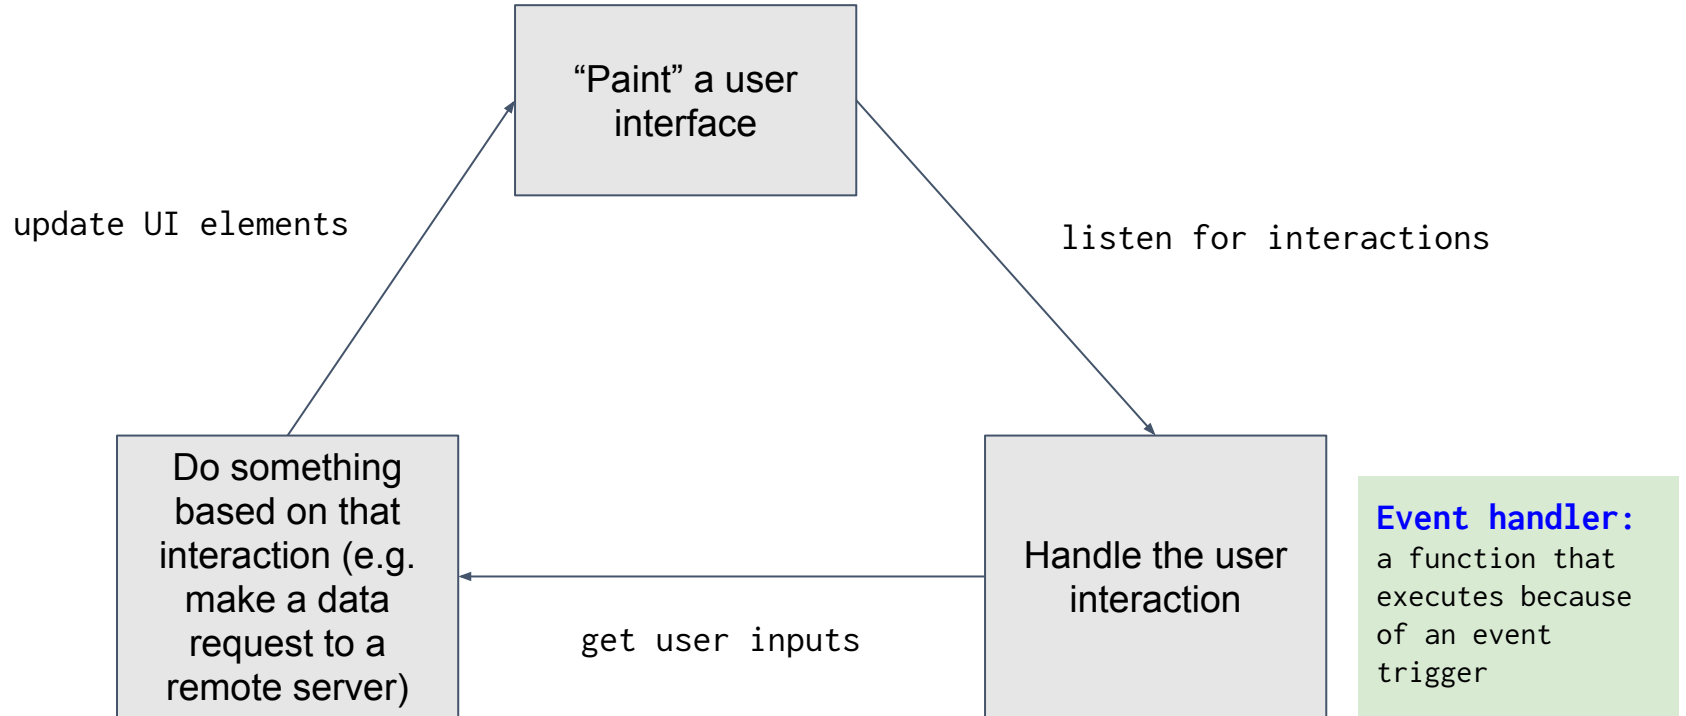 “Paint” a user
interface
update UI elements
listen for interactions
Do something
based on that
interaction (e.g.
make a data
request to a
remote server)
get user inputs
Handle the user
interaction
Event handler:
a function that
executes because
of an event
trigger